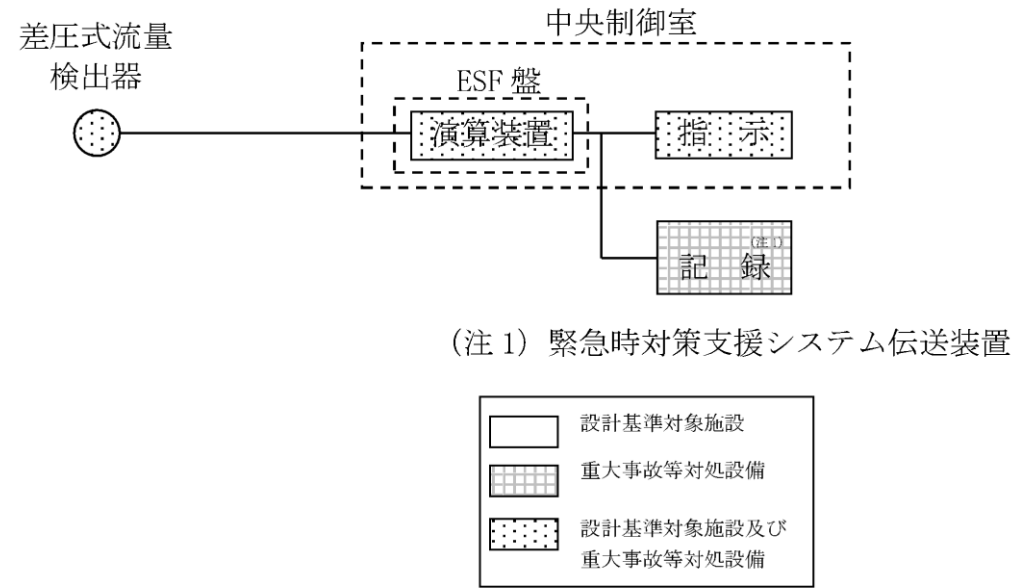 中央制御室
差圧式流量
検出器
ESF 盤
演算装置
指 示
(注1)
記 録
(注 1) 緊急時対策支援システム伝送装置
設計基準対象施設
重大事故等対処設備
設計基準対象施設及び
重大事故等対処設備